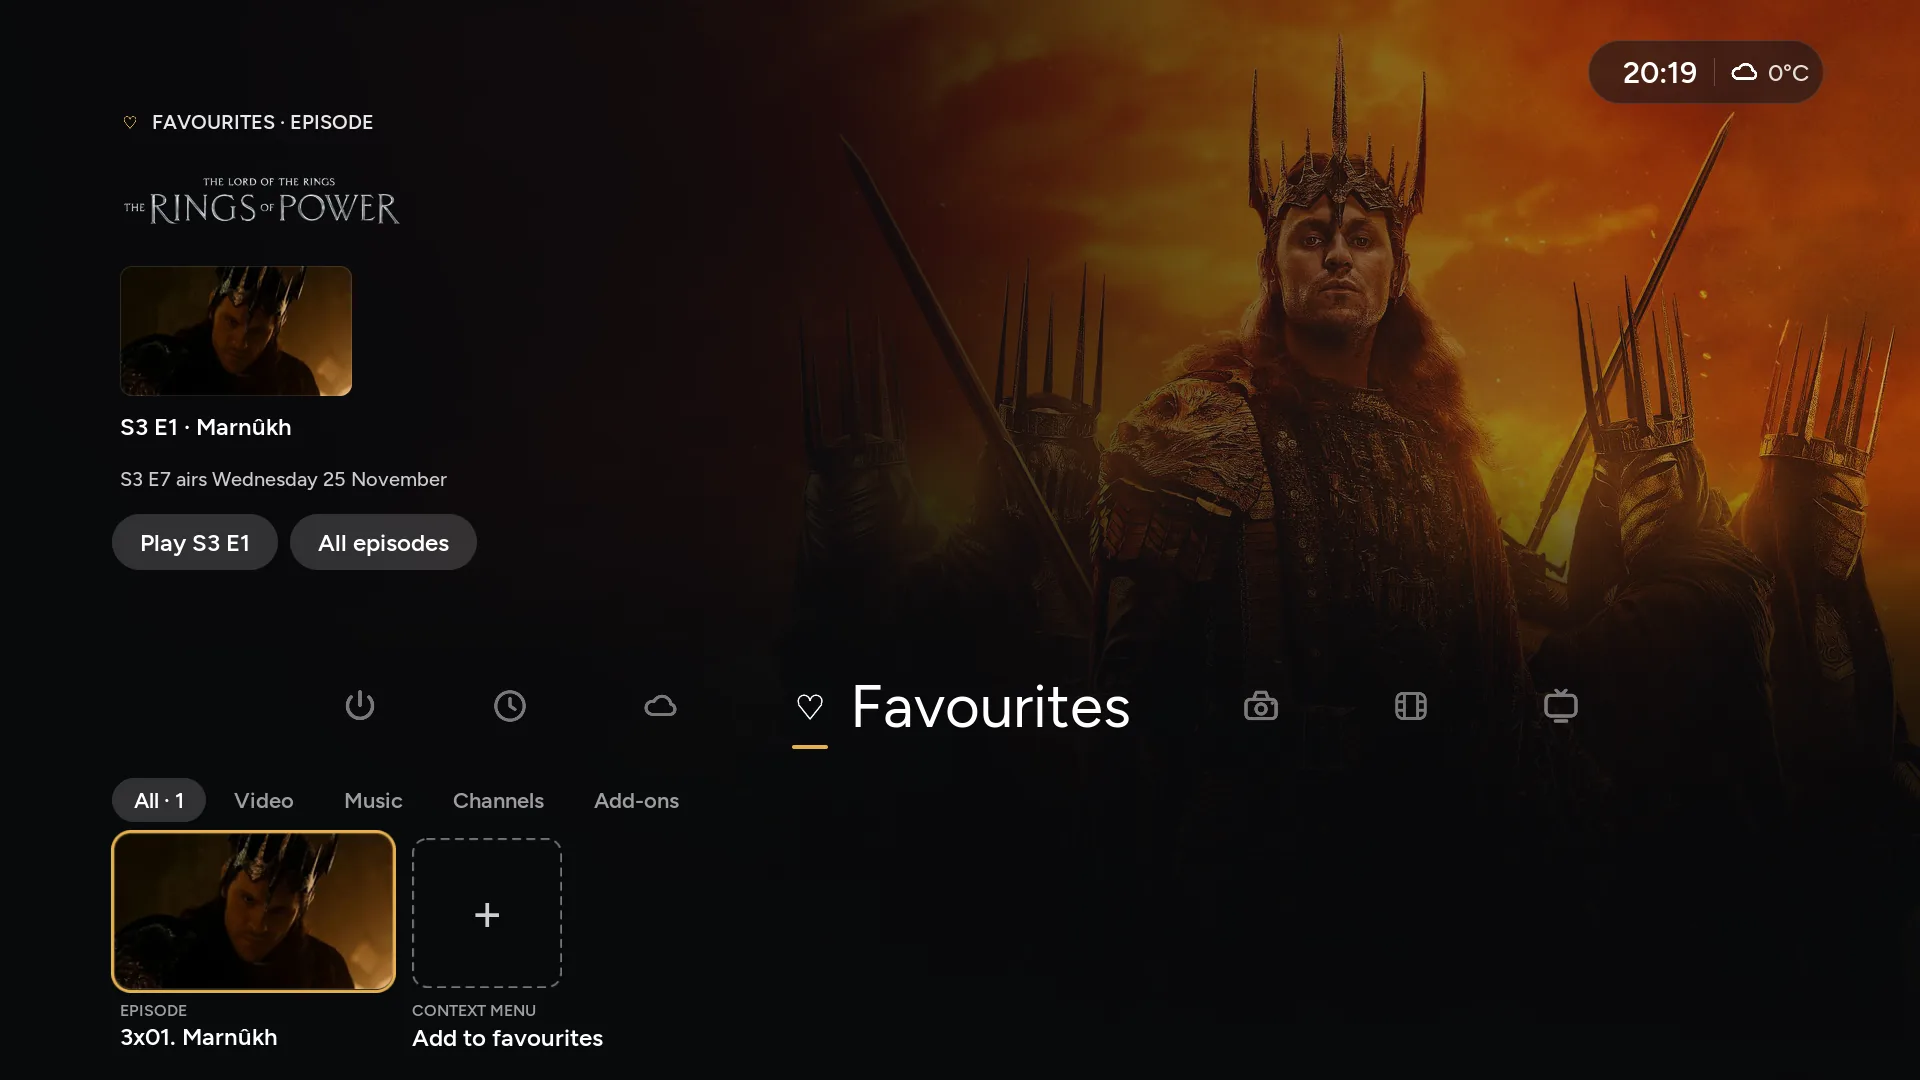 20:19
0°C
FAVOURITES · EPISODE
THE LORD OF THE RINGS
THE RINGS OF POWER
S3 E1 · Marnûkh
S3 E7 airs Wednesday 25 November
Play S3 E1
All episodes
Favourites
All · 1
Video
Music
Channels
Add-ons
EPISODE
3x01. Marnûkh
CONTEXT MENU
Add to favourites